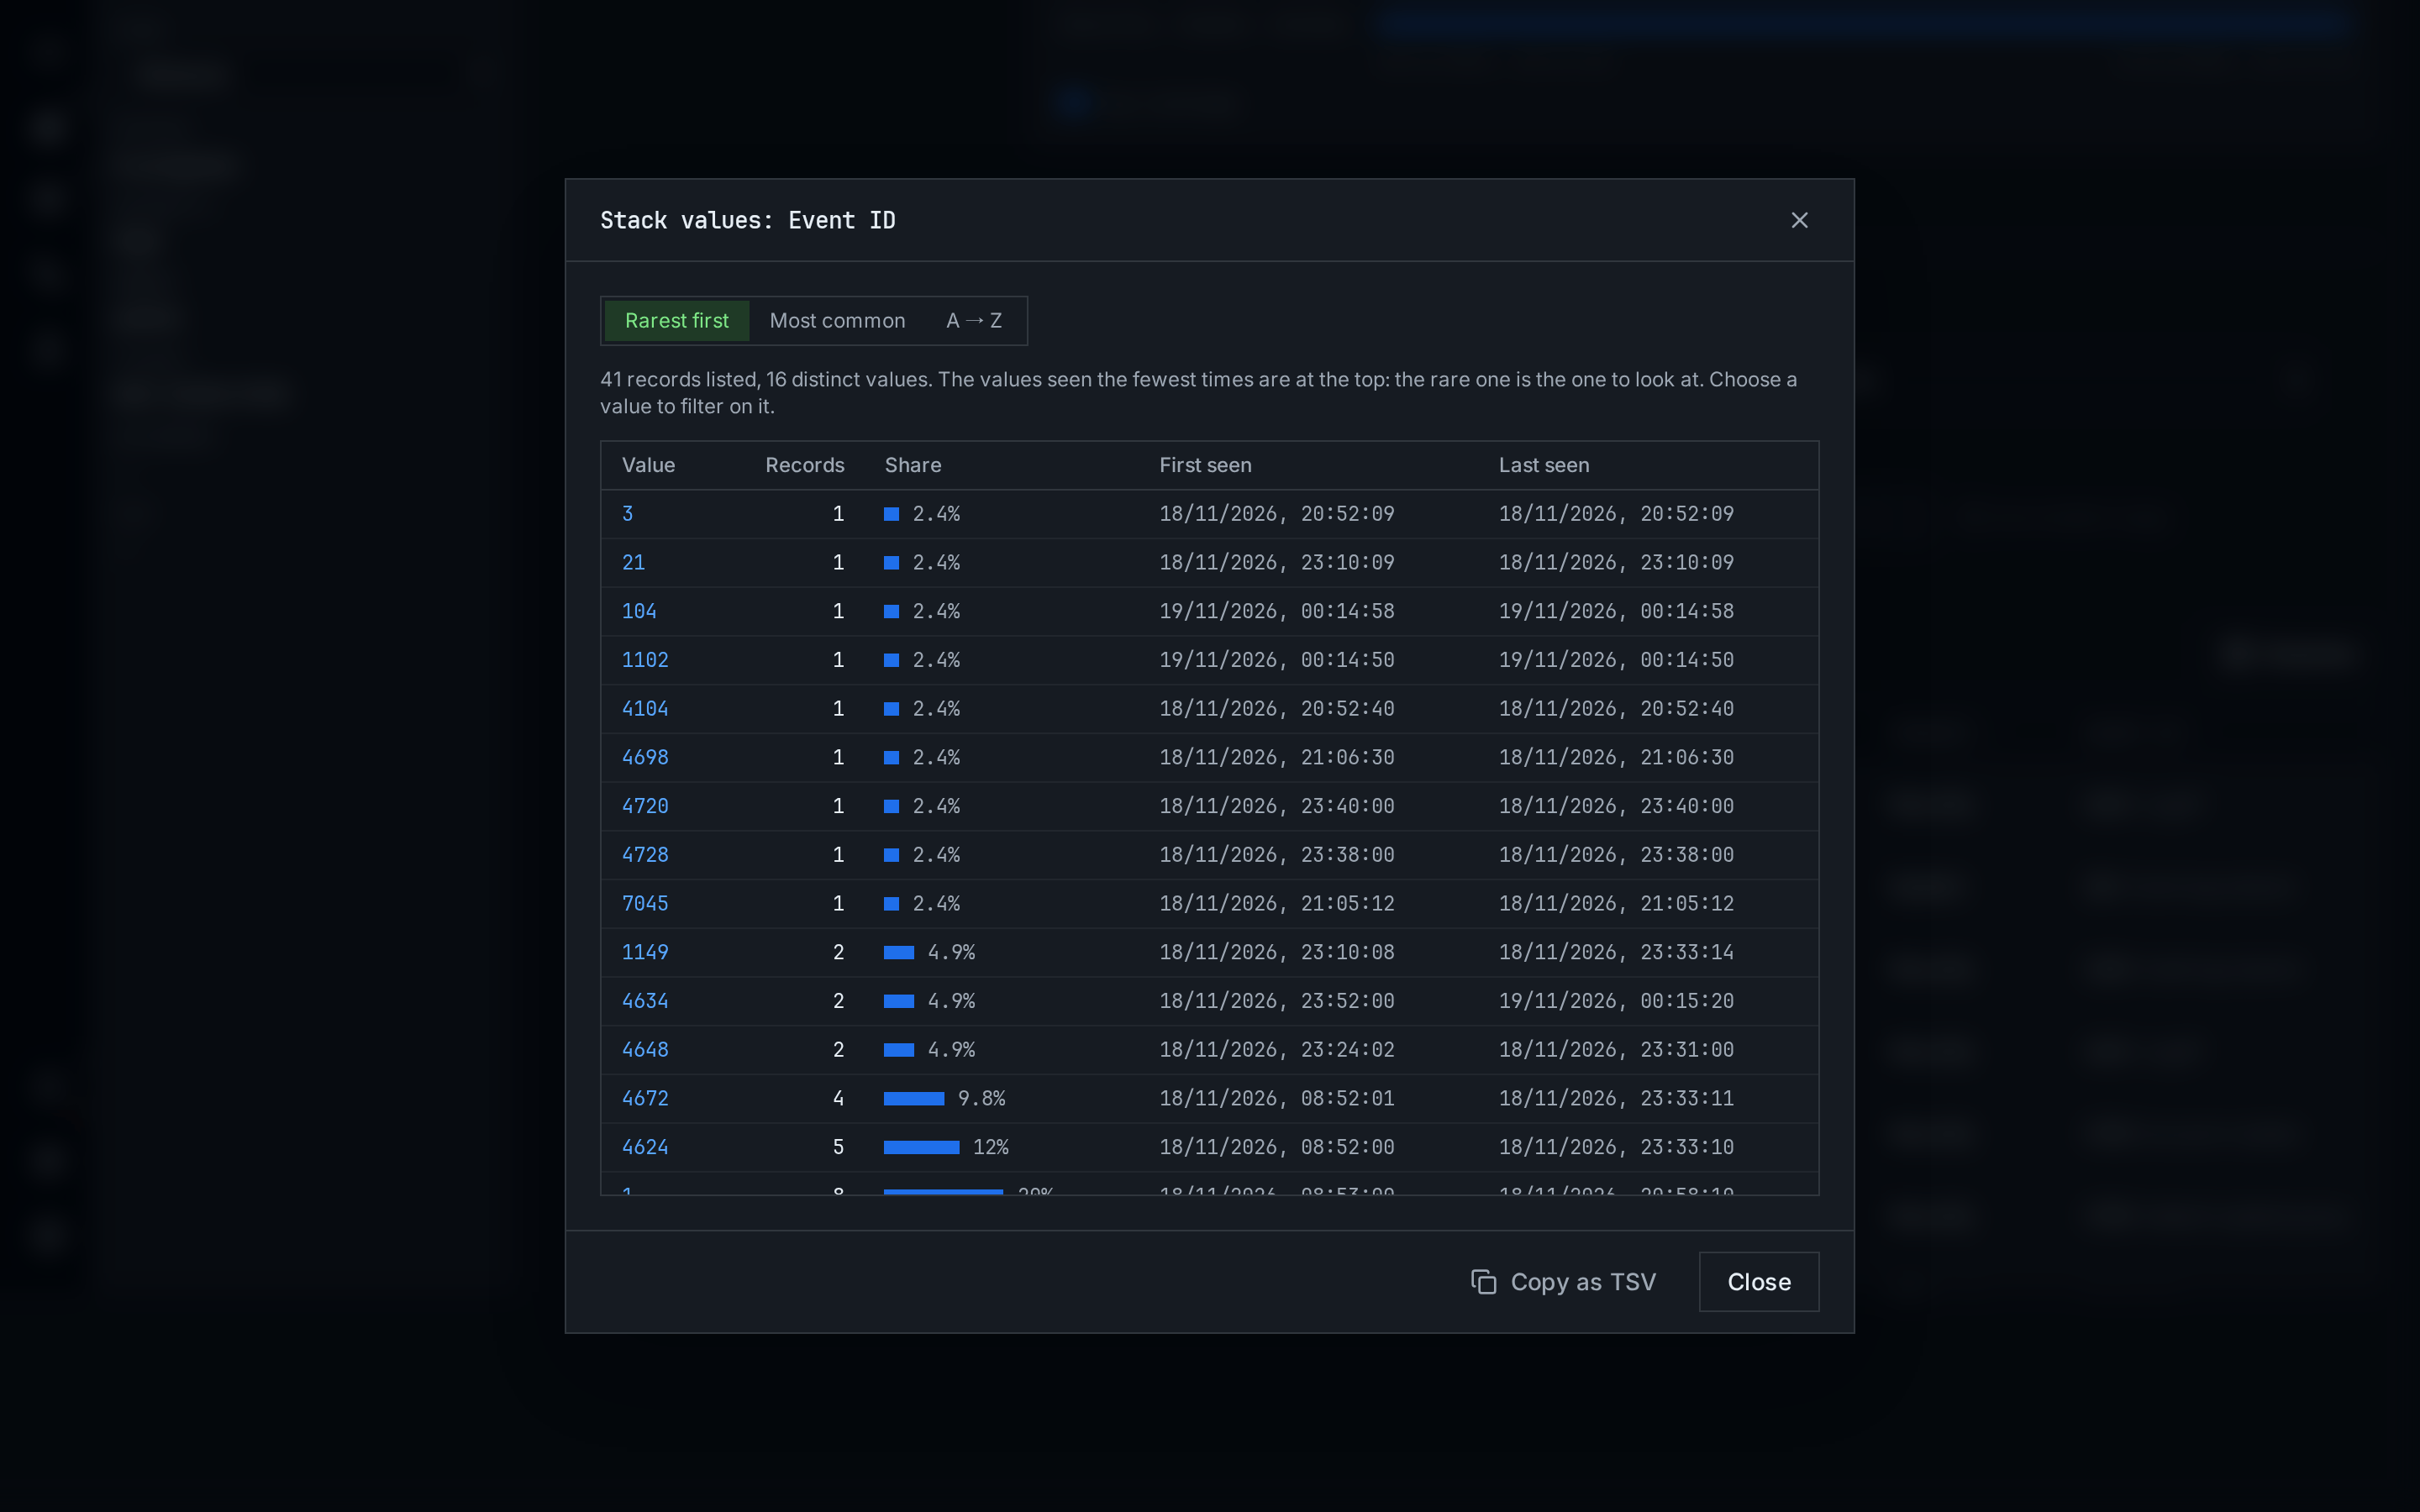 Stack values: Event ID
Rarest first Most common A → Z
41 records listed, 16 distinct values. The values seen the fewest times are at the top: the rare one is the one to look at. Choose a
value to filter on it.
Value Records Share First seen Last seen
3 1 2.4% 18/11/2026, 20:52:09 18/11/2026, 20:52:09
21 1 2.4% 18/11/2026, 23:10:09 18/11/2026, 23:10:09
104 1 2.4% 19/11/2026, 00:14:58 19/11/2026, 00:14:58
1102 1 2.4% 19/11/2026, 00:14:50 19/11/2026, 00:14:50
4104 1 2.4% 18/11/2026, 20:52:40 18/11/2026, 20:52:40
4698 1 2.4% 18/11/2026, 21:06:30 18/11/2026, 21:06:30
4720 1 2.4% 18/11/2026, 23:40:00 18/11/2026, 23:40:00
4728 1 2.4% 18/11/2026, 23:38:00 18/11/2026, 23:38:00
7045 1 2.4% 18/11/2026, 21:05:12 18/11/2026, 21:05:12
1149 2 4.9% 18/11/2026, 23:10:08 18/11/2026, 23:33:14
4634 2 4.9% 18/11/2026, 23:52:00 19/11/2026, 00:15:20
4648 2 4.9% 18/11/2026, 23:24:02 18/11/2026, 23:31:00
4672 4 9.8% 18/11/2026, 08:52:01 18/11/2026, 23:33:11
4624 5 12% 18/11/2026, 08:52:00 18/11/2026, 23:33:10
Copy as TSV Close